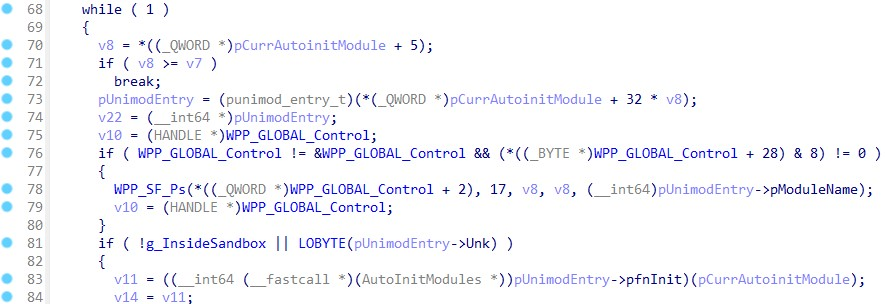 68 while ( 1 )
69 {
70 v8 = *((_QWORD *)pCurrAutoinitModule + 5);
71 if ( v8 >= v7 )
72 break;
73 pUnimodEntry = (punimod_entry_t)(*(_QWORD *)pCurrAutoinitModule + 32 * v8);
74 v22 = (__int64 *)pUnimodEntry;
75 v10 = (HANDLE *)WPP_GLOBAL_Control;
76 if ( WPP_GLOBAL_Control != &WPP_GLOBAL_Control && (*((_BYTE *)WPP_GLOBAL_Control + 28) & 8) != 0 )
77 {
78 WPP_SF_Ps(*((_QWORD *)WPP_GLOBAL_Control + 2), 17, v8, v8, (__int64)pUnimodEntry->pModuleName);
79 v10 = (HANDLE *)WPP_GLOBAL_Control;
80 }
81 if ( !g_InsideSandbox || LOBYTE(pUnimodEntry->Unk) )
82 {
83 v11 = ((__int64 (__fastcall *)(AutoInitModules *))pUnimodEntry->pfnInit)(pCurrAutoinitModule);
84 v14 = v11;